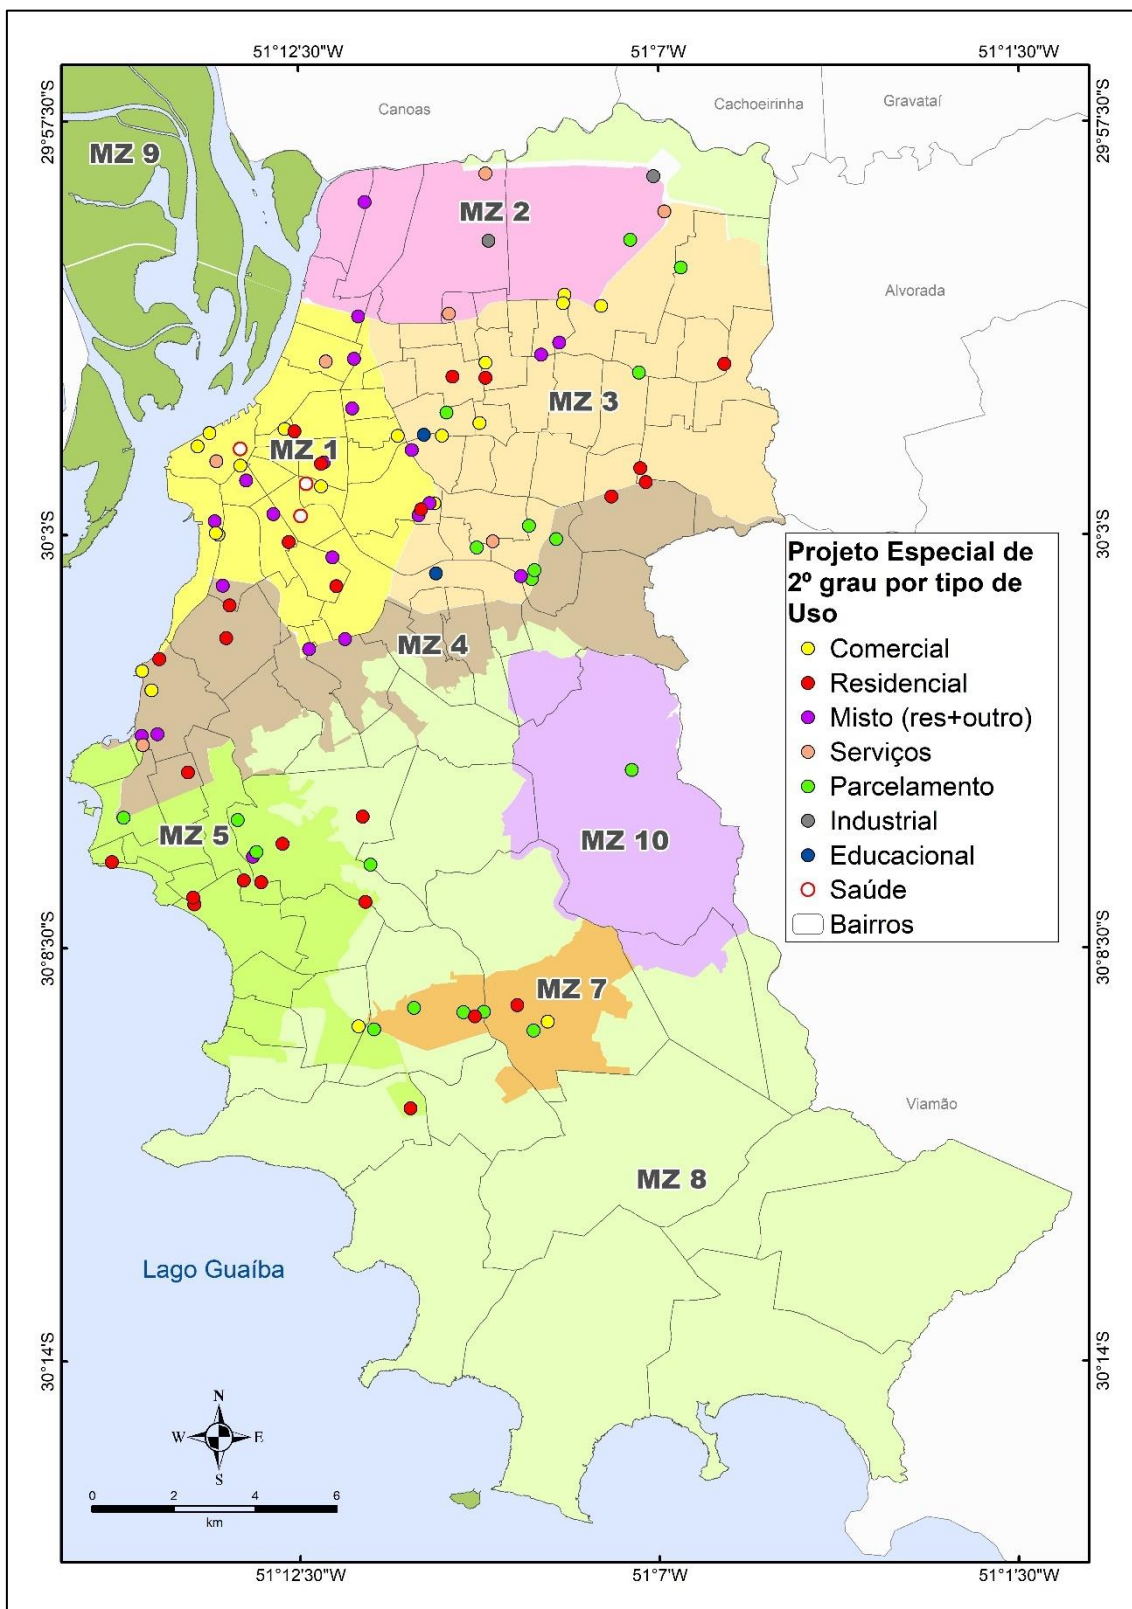 51°12'30"W
51°7'W
51°1'30"W
29°57'30"S
29°57'30"S
Canoas
Cachoeirinha
Gravataí
MZ 9
MZ 2
Alvorada
MZ 3
MZ 1
30°3'S
30°3'S
Projeto Especial de
2º grau por tipo de
Uso
Comercial
Residencial
Misto (res+outro)
Serviços
Parcelamento
Industrial
Educacional
Saúde
Bairros
MZ 4
MZ 5
MZ 10
30°8'30"S
30°8'30"S
MZ 7
Viamão
MZ 8
Lago Guaíba
30°14'S
30°14'S
N
W
E
S
0 2 4 6
km
51°12'30"W
51°7'W
51°1'30"W